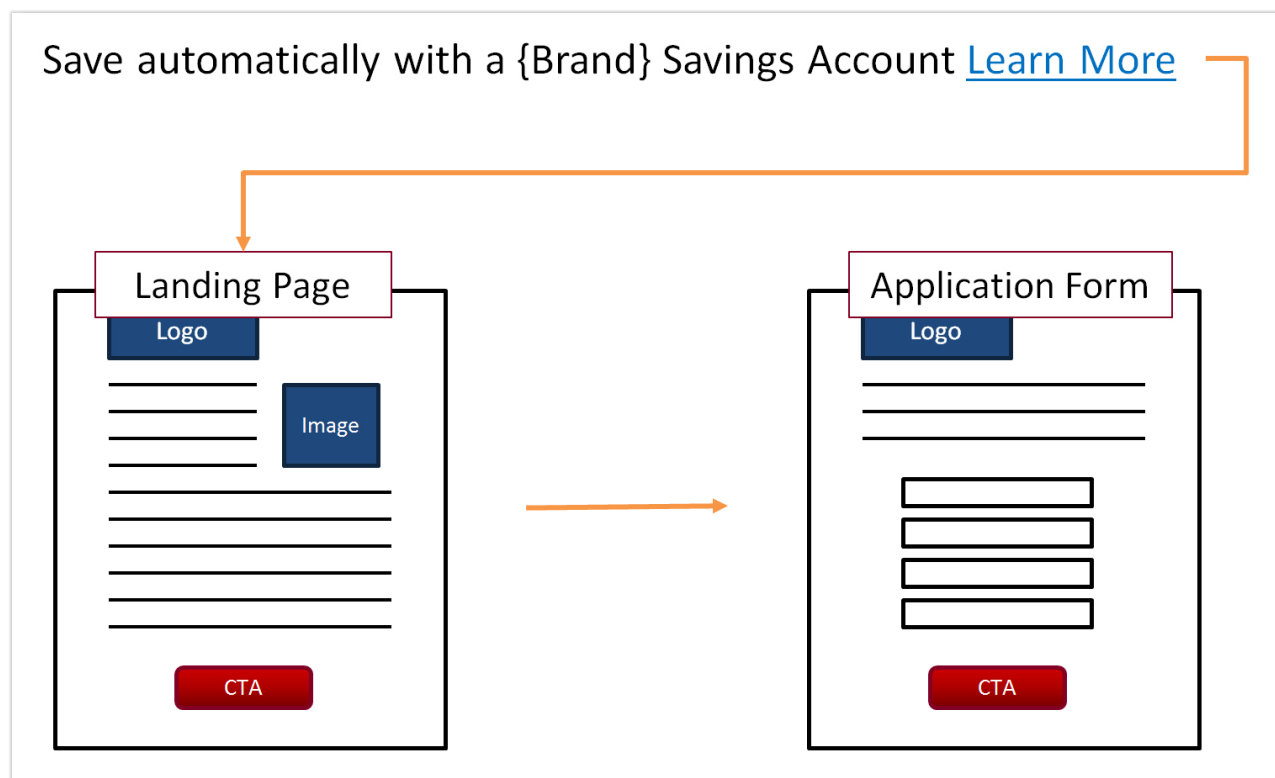 Save automatically with a {Brand} Savings Account Learn More
Landing Page
Logo
Image
CTA
Application Form
Logo
CTA